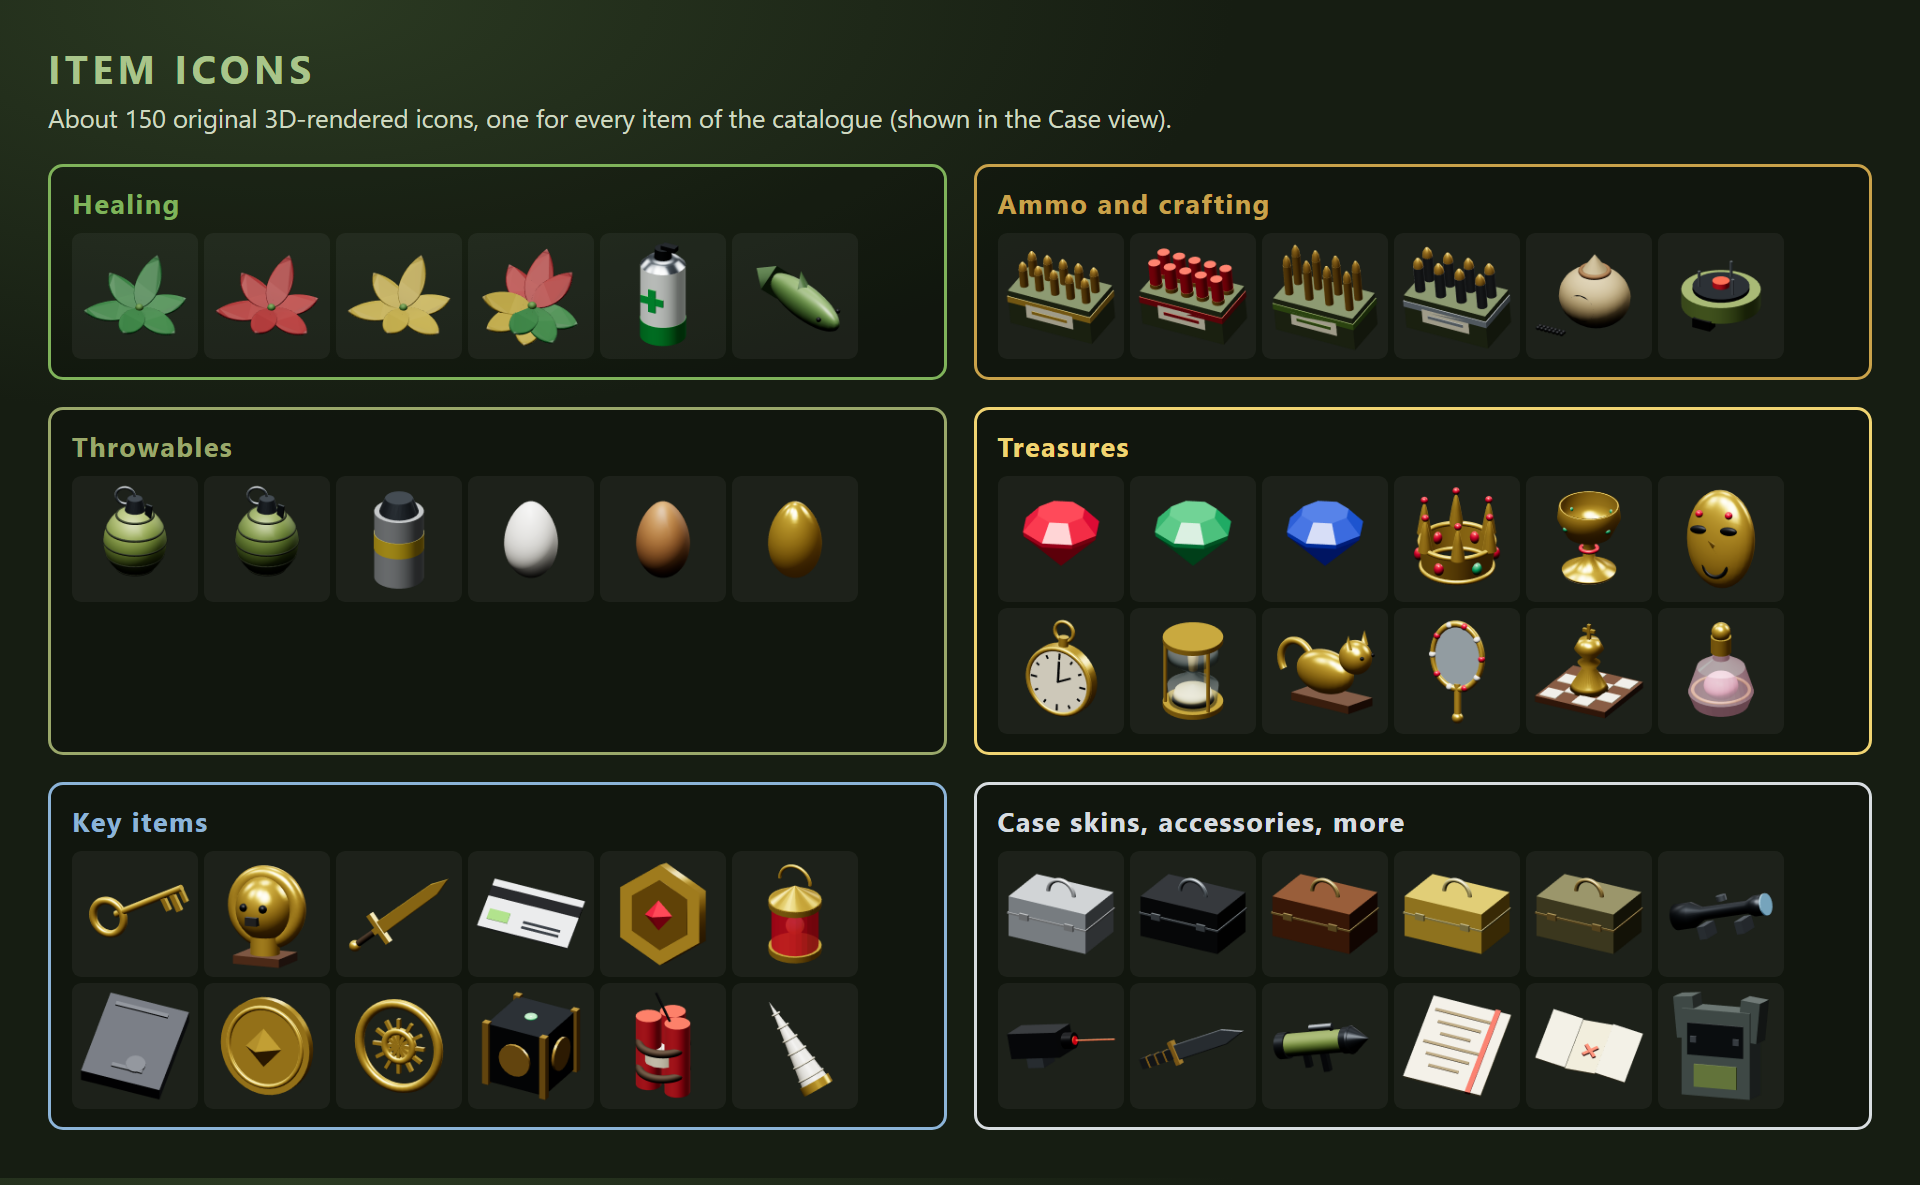 ITEM ICONS
About 150 original 3D-rendered icons, one for every item of the catalogue (shown in the Case view).
Healing
Ammo and crafting
Throwables
Treasures
Key items
Case skins, accessories, more